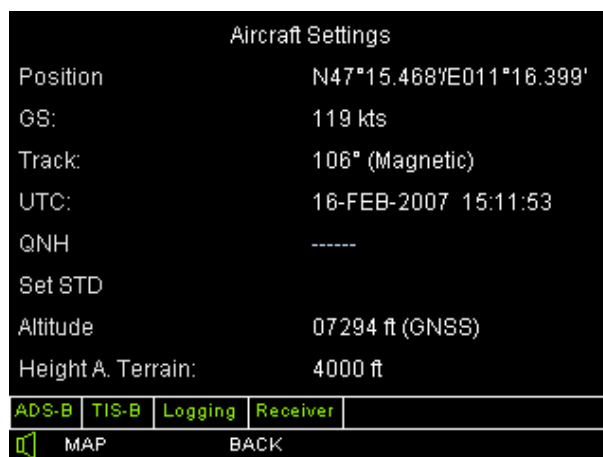 Aircraft Settings
Position N47°15.468'/E011°16.399'
GS: 119 kts
Track: 106° (Magnetic)
UTC: 16-FEB-2007 15:11:53
QNH ------
Set STD
Altitude 07294 ft (GNSS)
Height A. Terrain: 4000 ft
ADS-B TIS-B Logging Receiver
MAP BACK